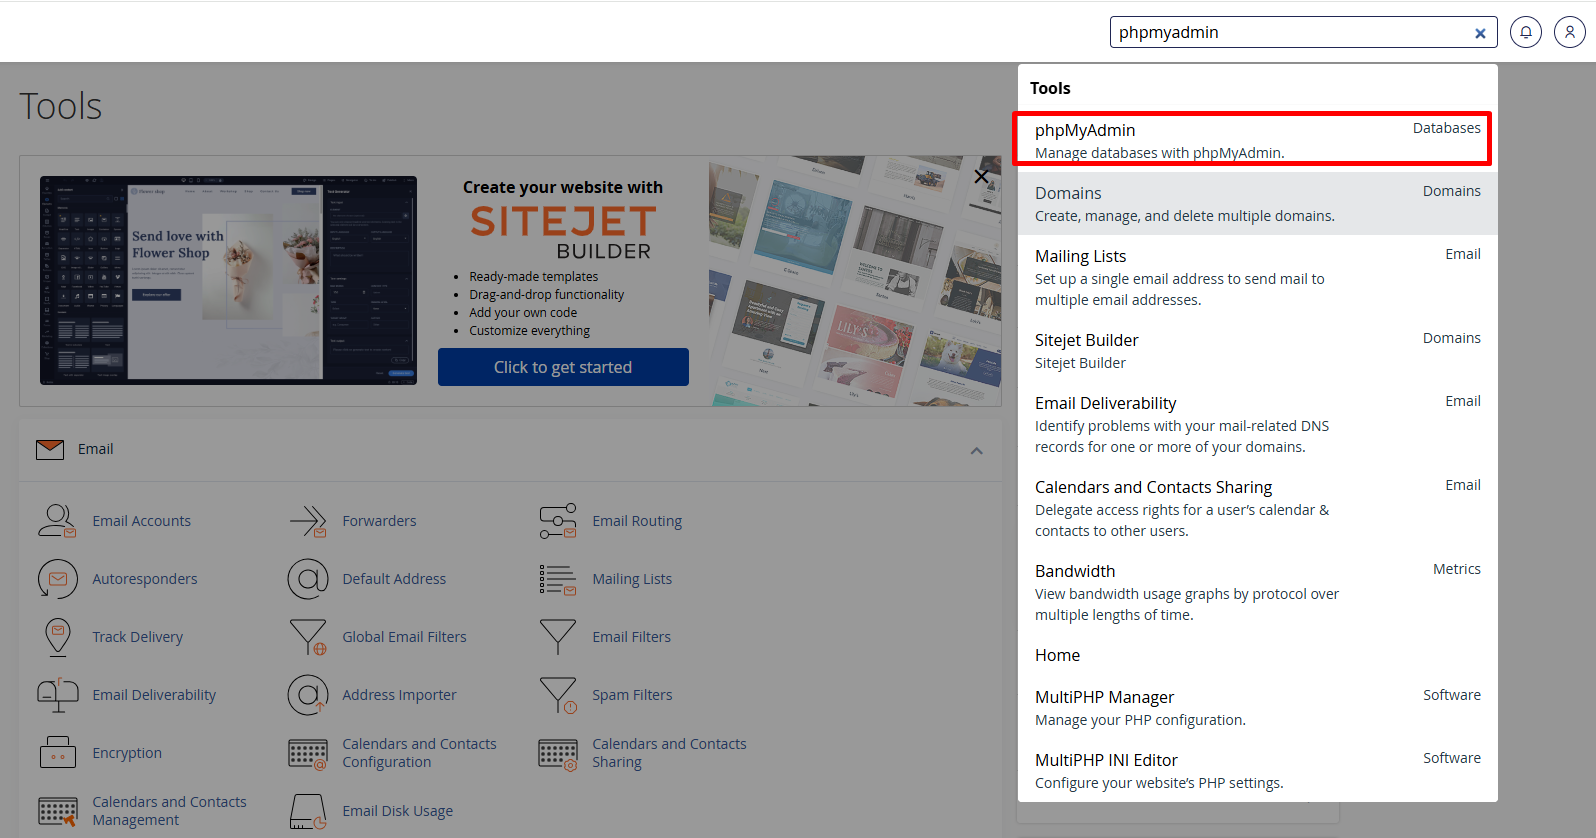 phpmyadmin
Tools
Create your website with
SITEJET
BUILDER
Ready-made templates
Drag-and-drop functionality
Add your own code
Customize everything
Click to get started
Send love with
Flower Shop
LILY'S
Email
Email Accounts
Forwarders
Email Routing
Autoresponders
Default Address
Mailing Lists
Track Delivery
Global Email Filters
Email Filters
Email Deliverability
Address Importer
Spam Filters
Encryption
Calendars and Contacts
Configuration
Calendars and Contacts
Sharing
Calendars and Contacts
Management
Email Disk Usage
Tools
phpMyAdmin
Databases
Manage databases with phpMyAdmin.
Domains
Domains
Create, manage, and delete multiple domains.
Mailing Lists
Email
Set up a single email address to send mail to
multiple email addresses.
Sitejet Builder
Domains
Sitejet Builder
Email Deliverability
Email
Identify problems with your mail-related DNS
records for one or more of your domains.
Calendars and Contacts Sharing
Email
Delegate access rights for a user’s calendar &
contacts to other users.
Bandwidth
Metrics
View bandwidth usage graphs by protocol over
multiple lengths of time.
Home
MultiPHP Manager
Software
Manage your PHP configuration.
MultiPHP INI Editor
Software
Configure your website’s PHP settings.